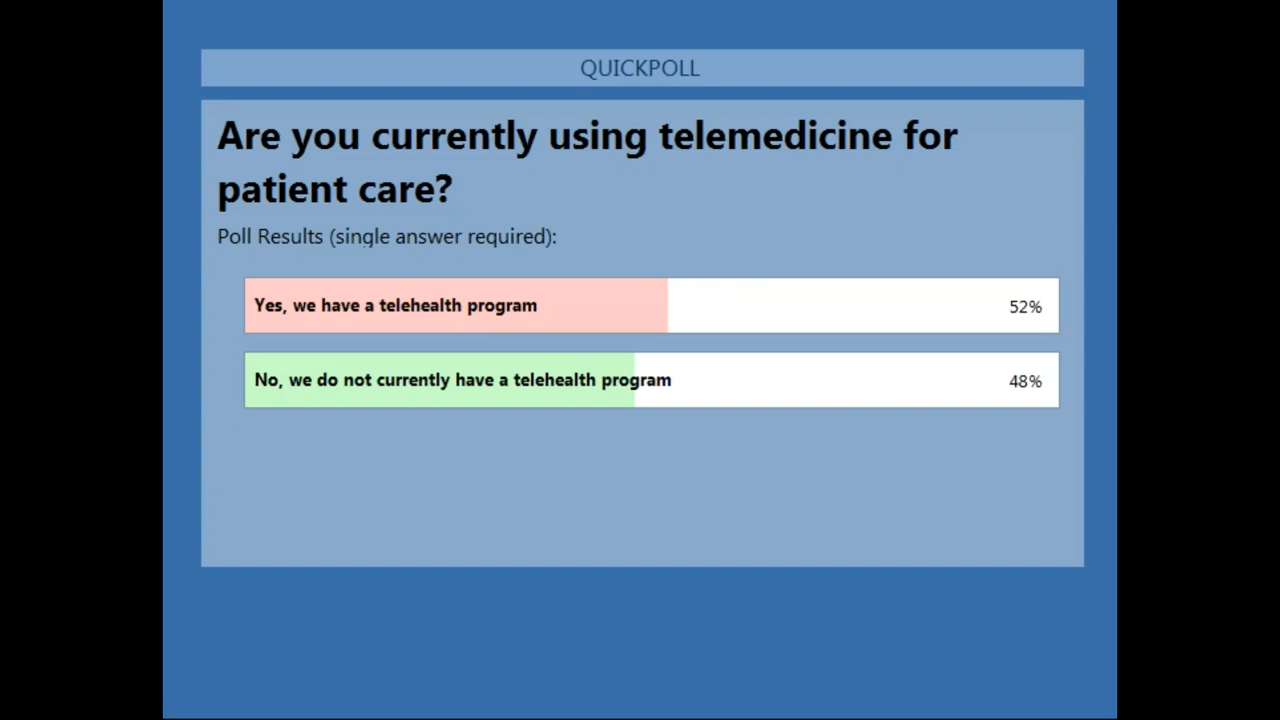 QUICKPOLL
Are you currently using telemedicine for
patient care?
Poll Results (single answer required):
Yes, we have a telehealth program 52%
No, we do not currently have a telehealth program 48%